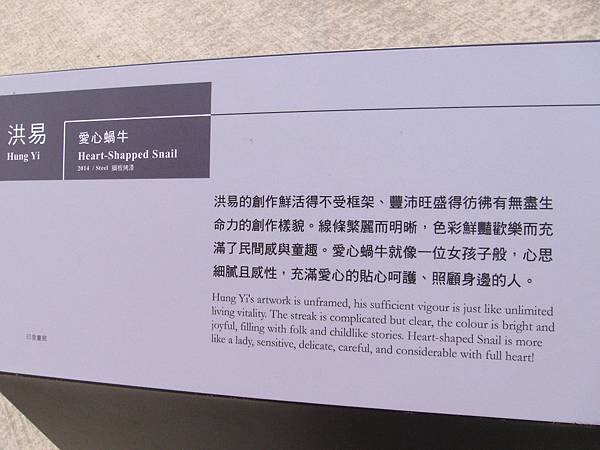 洪易
Hung Yi
愛心蝸牛
Heart-Shapped Snail
2014 / Steel 鋼板烤漆
洪易的創作鮮活得不受框架、豐沛旺盛得彷彿有無盡生
命力的創作樣貌。線條繁麗而明晰，色彩鮮豔歡樂而充
滿了民間感與童趣。愛心蝸牛就像一位女孩子般，心思
細膩且感性，充滿愛心的貼心呵護、照顧身邊的人。
Hung Yi's artwork is unframed, his sufficient vigour is just like unlimited
living vitality. The streak is complicated but clear, the colour is bright and
joyful, filling with folk and childlike stories. Heart-shaped Snail is more
like a lady, sensitive, delicate, careful, and considerable with full heart!
印象畫廊